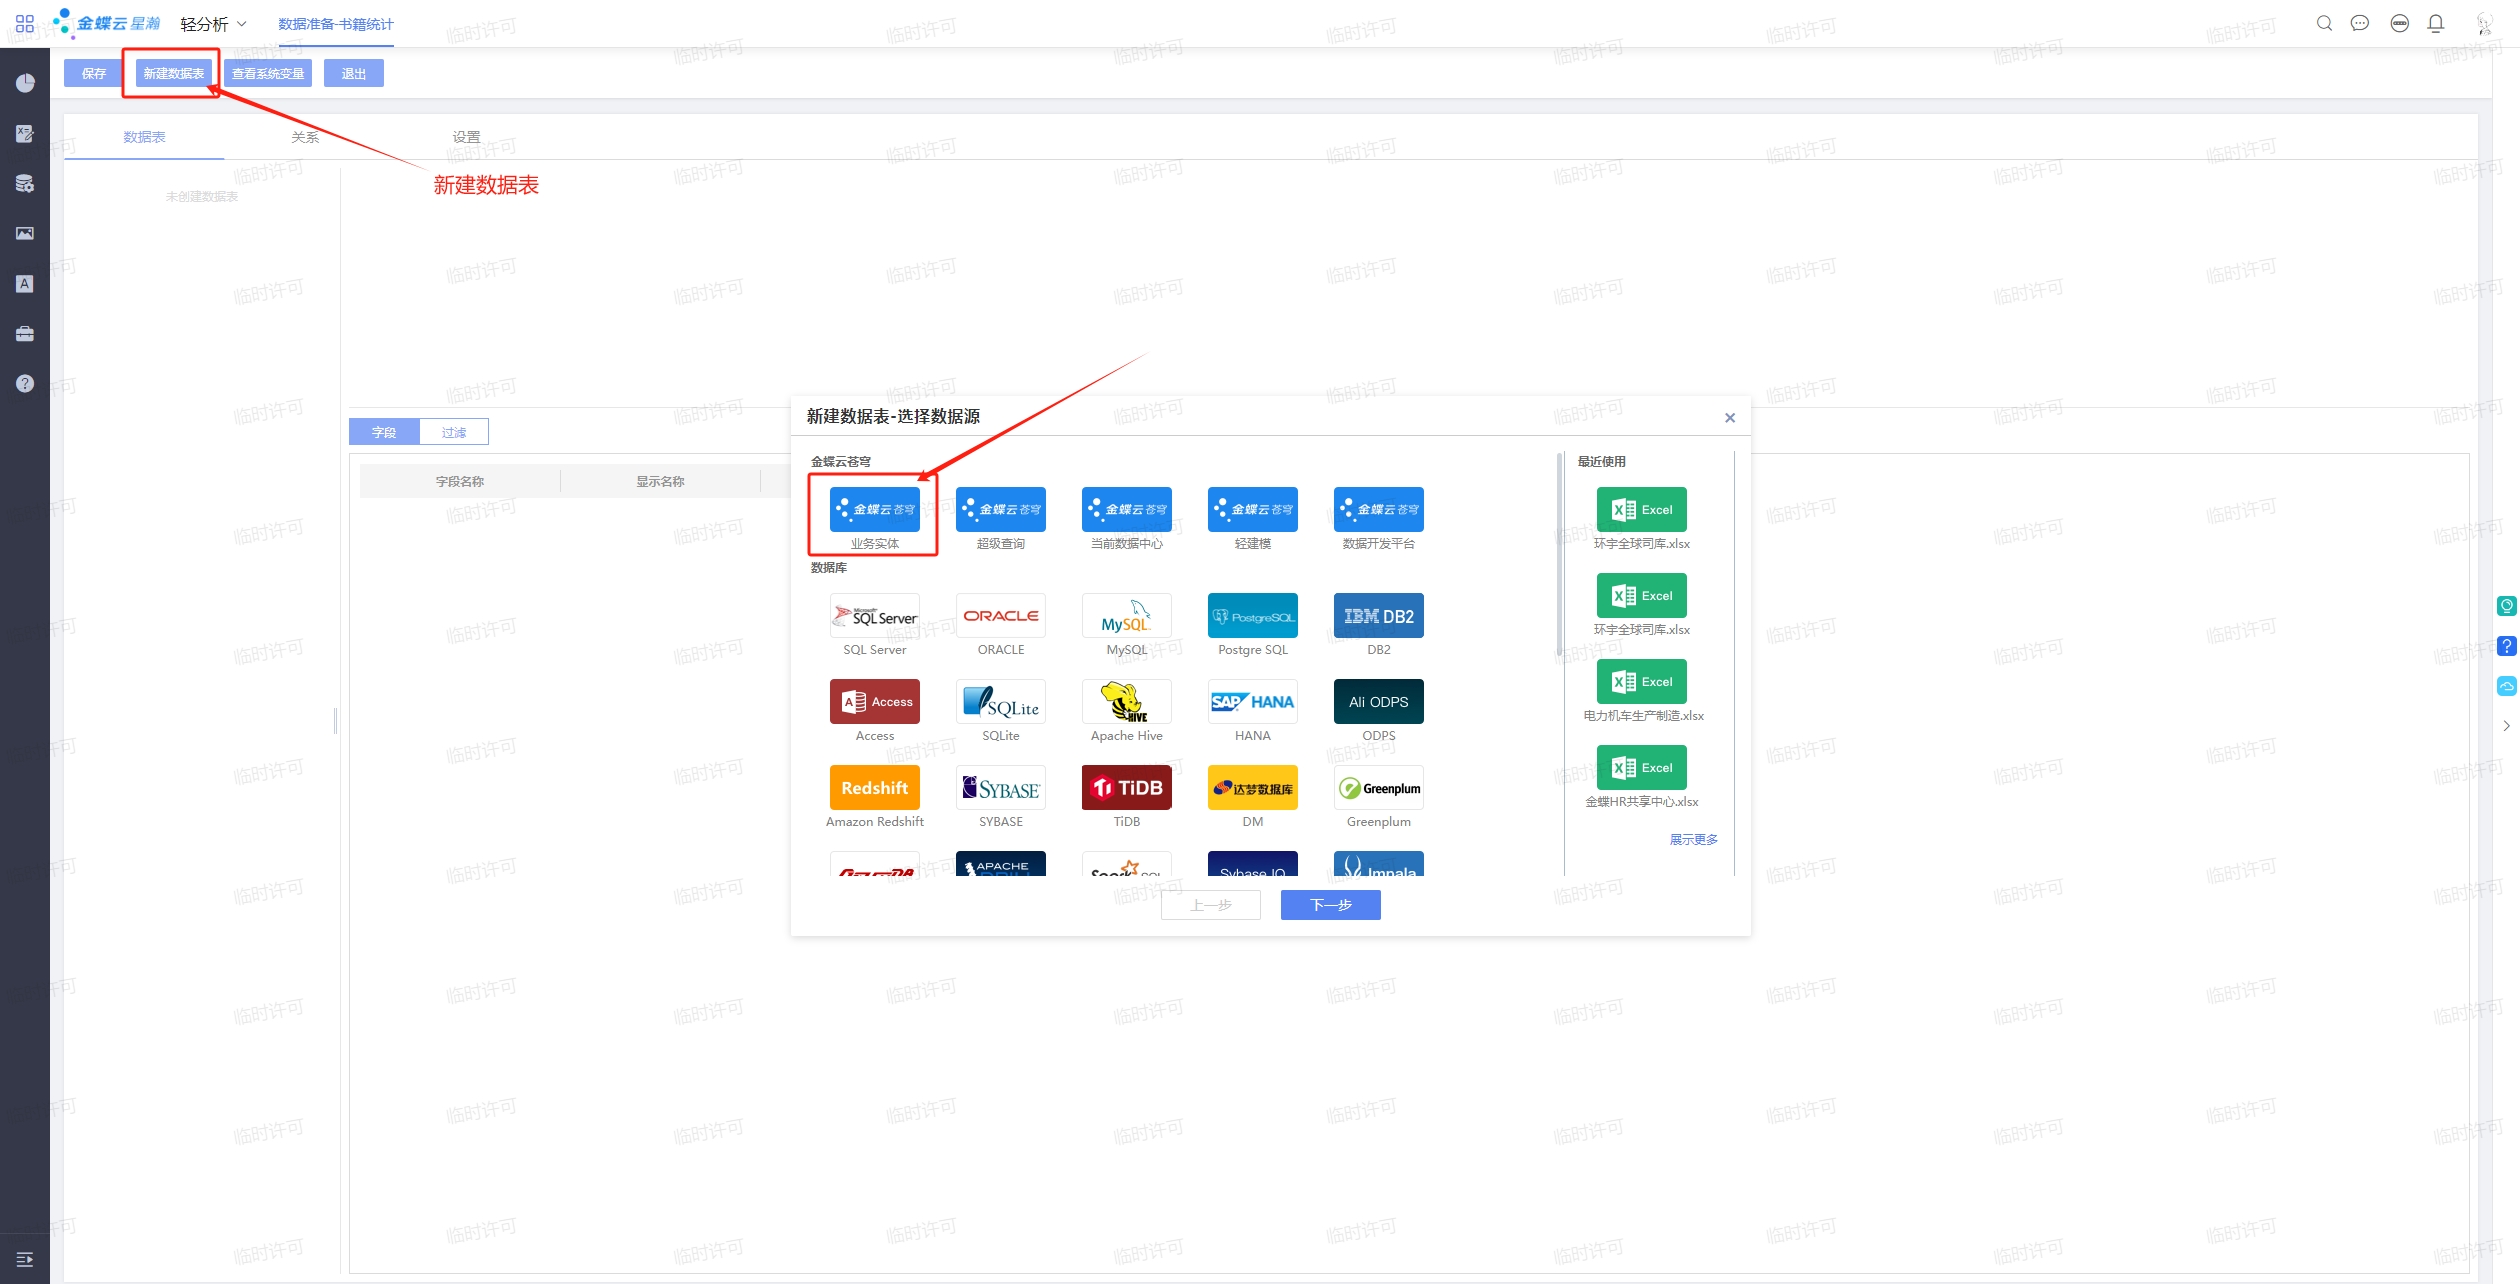 金蝶云 星瀚
轻分析
数据准备-书籍统计
保存
新建数据表
查看系统变量
退出
数据表
关系
设置
新建数据表
未创建数据表
字段
过滤
字段名称
显示名称
新建数据表-选择数据源
金蝶云苍穹
最近使用
金蝶云 苍穹
金蝶云 苍穹
金蝶云 苍穹
金蝶云 苍穹
金蝶云 苍穹
业务实体
超级查询
当前数据中心
轻建模
数据开发平台
Excel
环宇全球司库.xlsx
数据库
Microsoft SQL Server
ORACLE
MySQL
PostgreSQL
IBM DB2
SQL Server
ORACLE
MySQL
Postgre SQL
DB2
Excel
环宇全球司库.xlsx
A Access
SQLite
HIVE
SAP HANA
Ali ODPS
Access
SQLite
Apache Hive
HANA
ODPS
Excel
电力机车生产制造.xlsx
Redshift
SYBASE
TiDB
达梦数据库
Greenplum
Amazon Redshift
SYBASE
TiDB
DM
Greenplum
Excel
金蝶HR共享中心.xlsx
展示更多
APACHE
Sybase IQ
Impala
上一步
下一步
临时许可